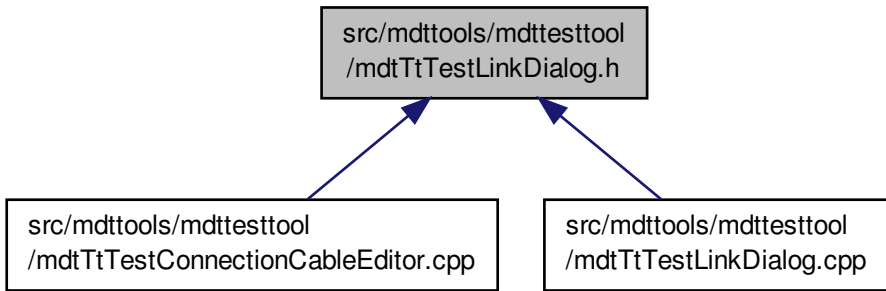 src/mdttools/mdttesttool
/mdtTtTestLinkDialog.h
src/mdttools/mdttesttool
/mdtTtTestConnectionCableEditor.cpp
src/mdttools/mdttesttool
/mdtTtTestLinkDialog.cpp